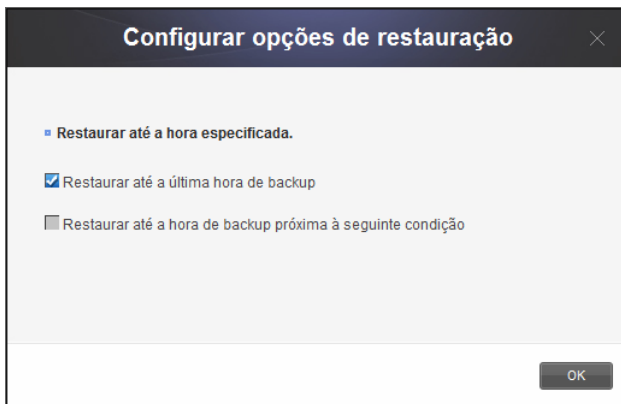 Configurar opções de restauração
Restaurar até a hora especificada.
Restaurar até a última hora de backup
Restaurar até a hora de backup próxima à seguinte condição
OK